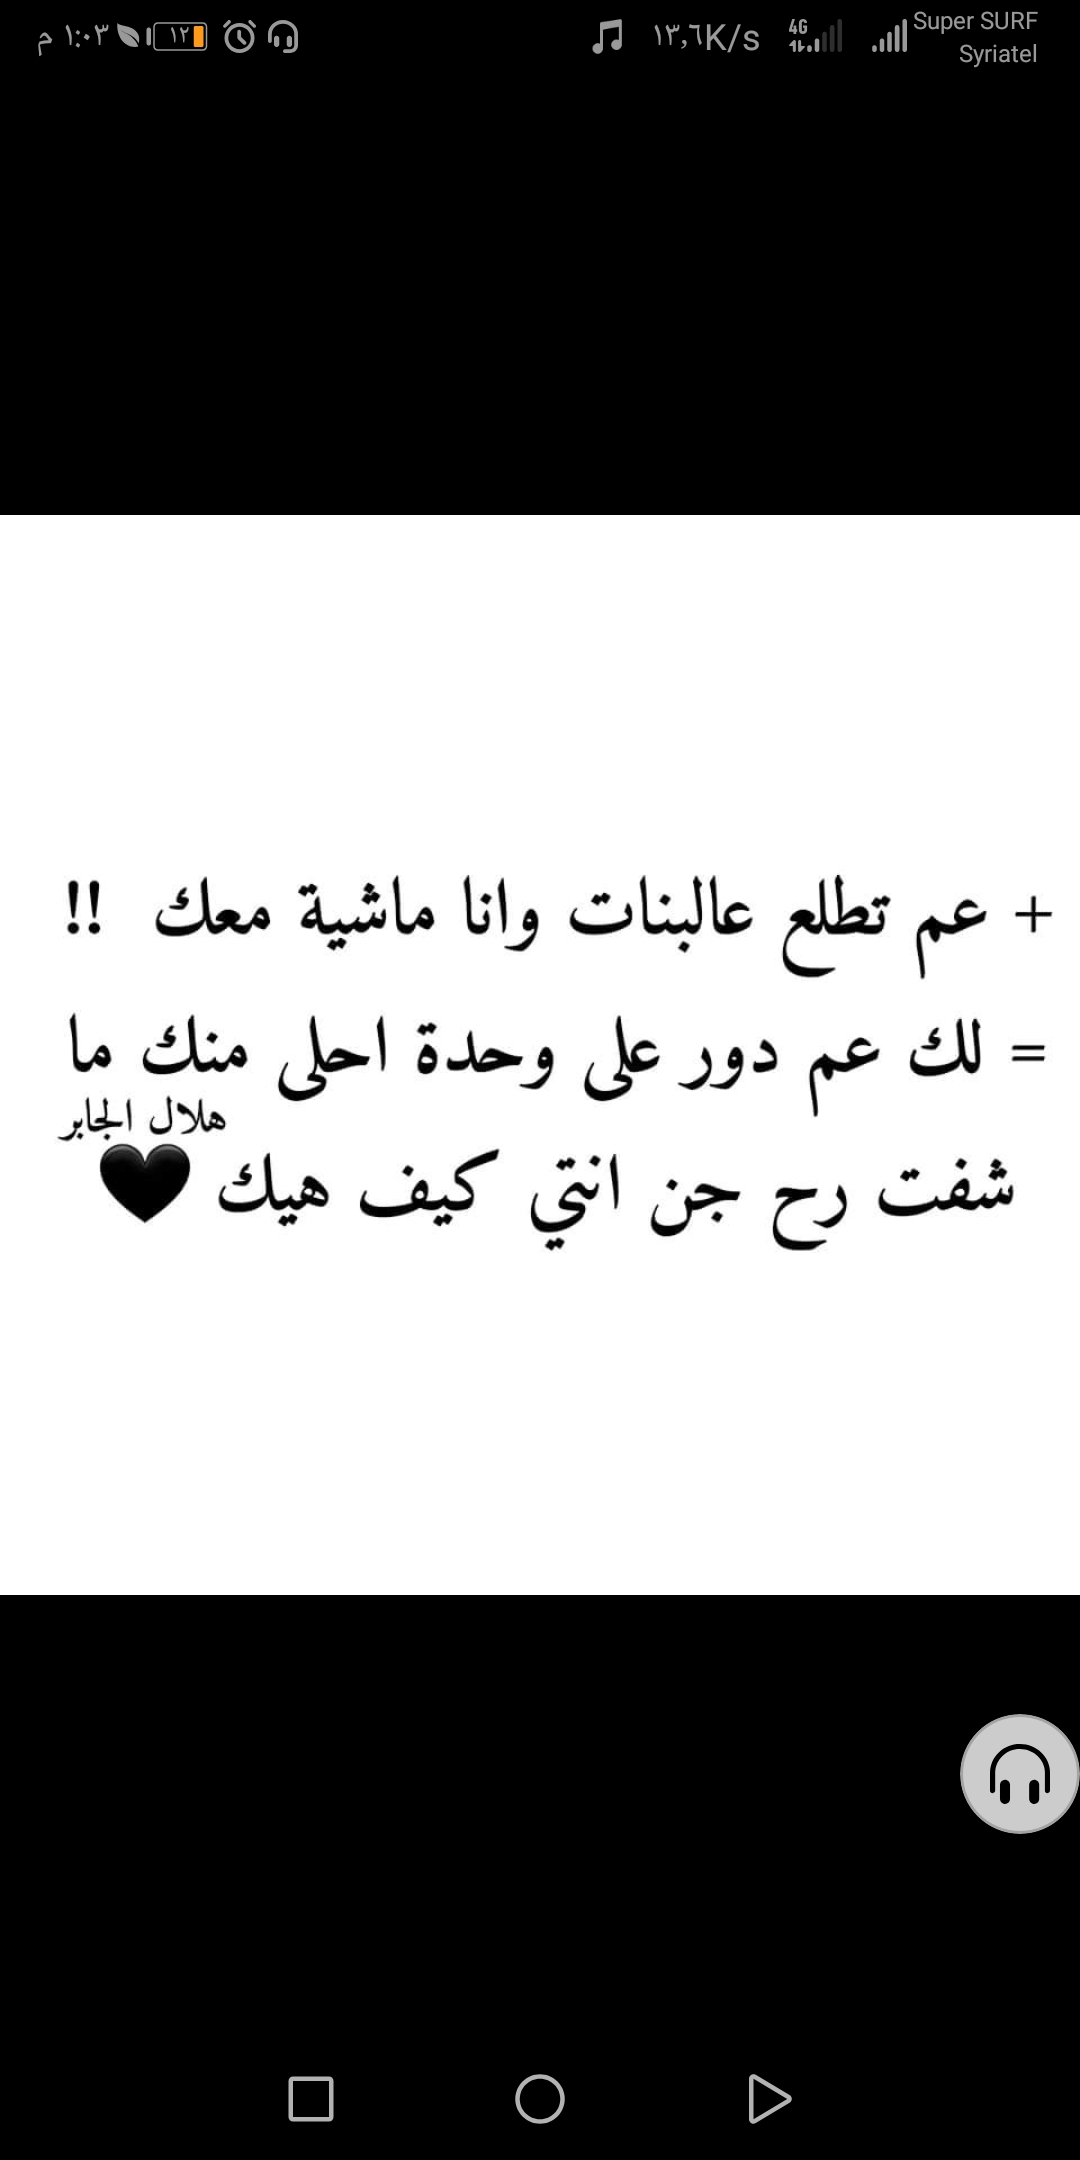 م ١:٠٣ ١٢ ١٣,٦K/s 4G Super SURF
Syriatel
+ عم تطلع عالبنات وانا ماشية معك !!
= لك عم دور على وحدة احلى منك ما
هلال الجابر
شفت رح جن انتي كيف هيك 🖤